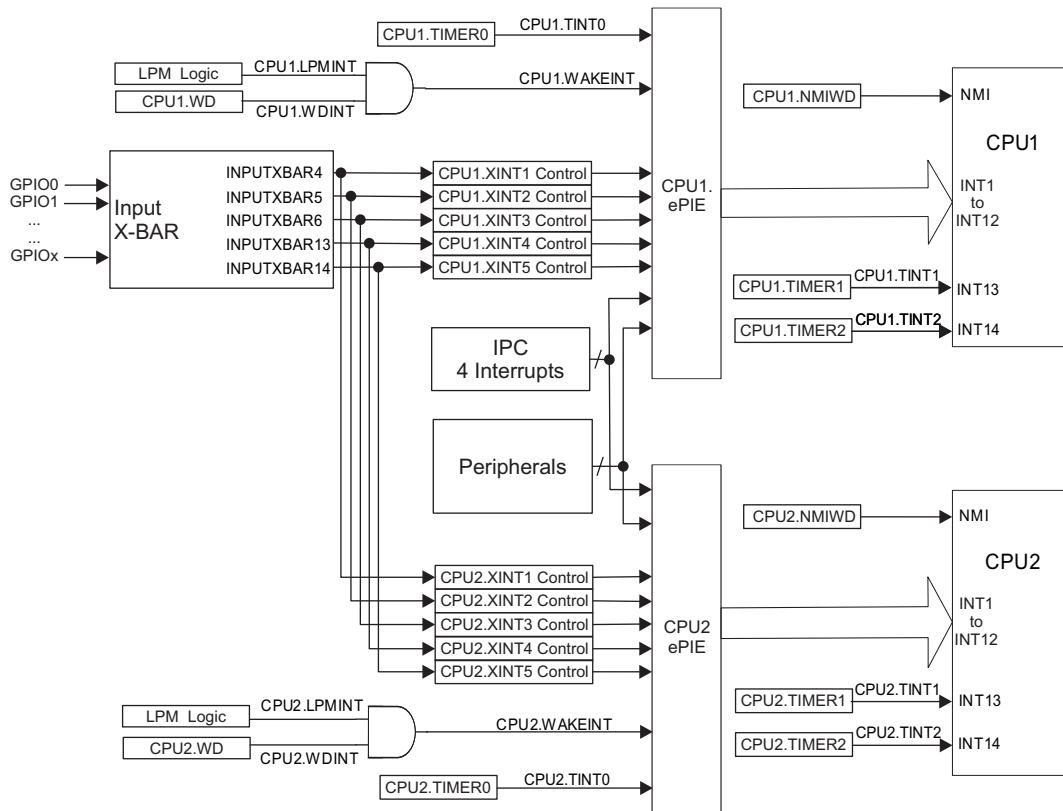 CPU1.TIMER0
CPU1.TINT0
LPM Logic
CPU1.LPMINT
CPU1.WD
CPU1.WDINT
CPU1.WAKEINT
CPU1.NMIWD
NMI
CPU1
GPIO0
GPIO1
...
...
GPIOx
Input
X-BAR
INPUTXBAR4
INPUTXBAR5
INPUTXBAR6
INPUTXBAR13
INPUTXBAR14
CPU1.XINT1 Control
CPU1.XINT2 Control
CPU1.XINT3 Control
CPU1.XINT4 Control
CPU1.XINT5 Control
CPU1.
ePIE
INT1
to
INT12
CPU1.TIMER1
CPU1.TINT1
INT13
CPU1.TIMER2
CPU1.TINT2
INT14
IPC
4 Interrupts
Peripherals
CPU2.NMIWD
NMI
CPU2
CPU2.XINT1 Control
CPU2.XINT2 Control
CPU2.XINT3 Control
CPU2.XINT4 Control
CPU2.XINT5 Control
CPU2
ePIE
INT1
to
INT12
CPU2.TIMER1
CPU2.TINT1
INT13
CPU2.TIMER2
CPU2.TINT2
INT14
LPM Logic
CPU2.LPMINT
CPU2.WD
CPU2.WDINT
CPU2.WAKEINT
CPU2.TIMER0
CPU2.TINT0